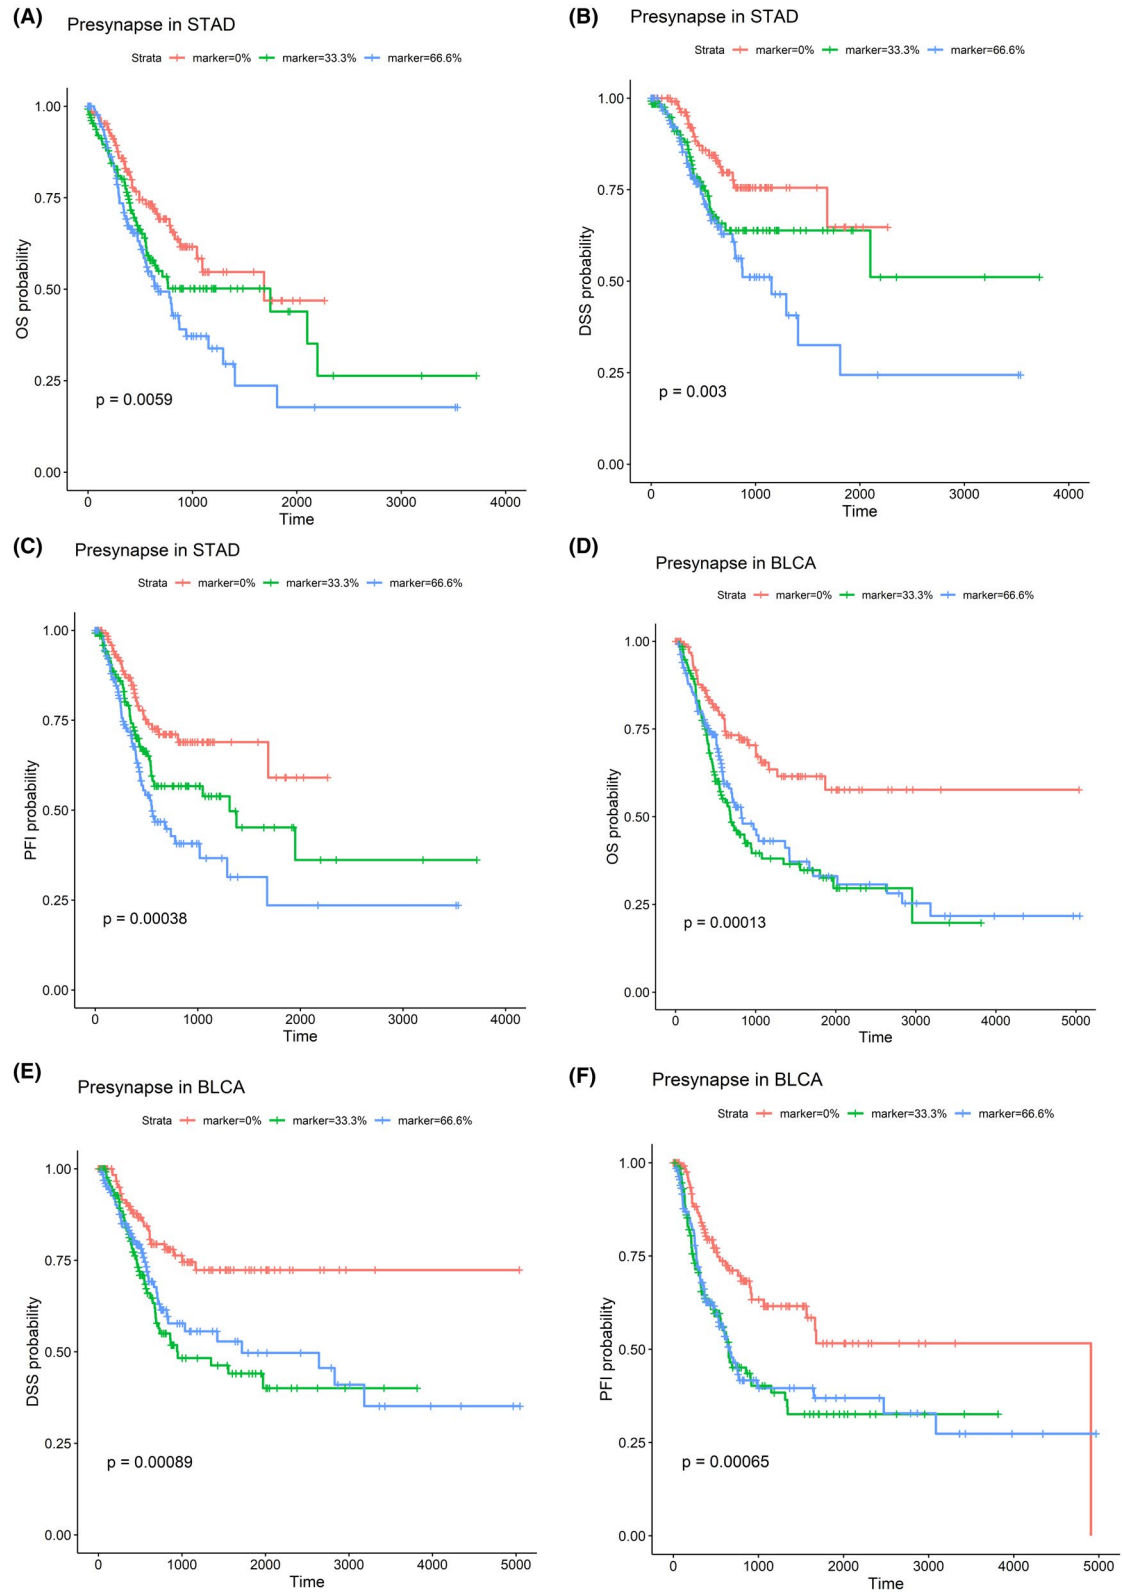 (A)
Presynapse in STAD
Strata marker=0% marker=33.3% marker=66.6%
OS probability
1.00
0.75
0.50
0.25
0.00
p = 0.0059
0 1000 2000 3000 4000
Time
(B)
Presynapse in STAD
Strata marker=0% marker=33.3% marker=66.6%
DSS probability
1.00
0.75
0.50
0.25
0.00
p = 0.003
0 1000 2000 3000 4000
Time
(C)
Presynapse in STAD
Strata marker=0% marker=33.3% marker=66.6%
PFI probability
1.00
0.75
0.50
0.25
0.00
p = 0.00038
0 1000 2000 3000 4000
Time
(D)
Presynapse in BLCA
Strata marker=0% marker=33.3% marker=66.6%
OS probability
1.00
0.75
0.50
0.25
0.00
p = 0.00013
0 1000 2000 3000 4000 5000
Time
(E)
Presynapse in BLCA
Strata marker=0% marker=33.3% marker=66.6%
DSS probability
1.00
0.75
0.50
0.25
0.00
p = 0.00089
0 1000 2000 3000 4000 5000
Time
(F)
Presynapse in BLCA
Strata marker=0% marker=33.3% marker=66.6%
PFI probability
1.00
0.75
0.50
0.25
0.00
p = 0.00065
0 1000 2000 3000 4000 5000
Time